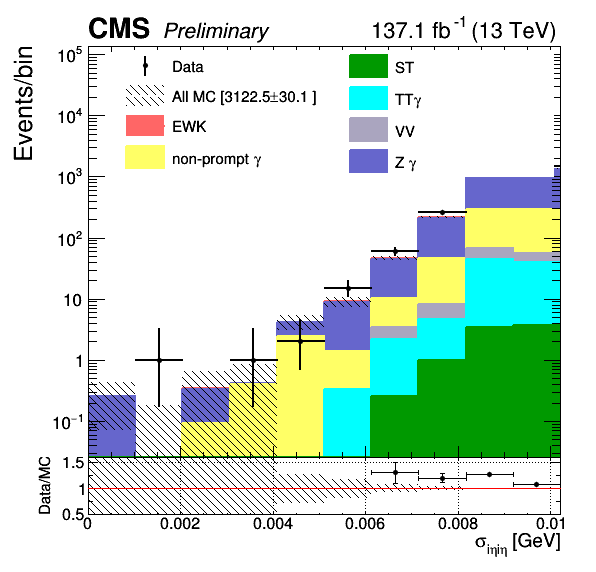 CMS Preliminary 137.1 fb⁻¹ (13 TeV)
Events/bin
10⁵
10⁴
10³
10²
10
1
10⁻¹
Data
All MC [3122.5±30.1 ]
EWK
non-prompt γ
ST
TTγ
VV
Z γ
Data/MC
1.5
1
0.5
0 0.002 0.004 0.006 0.008 0.01
σiηiη [GeV]